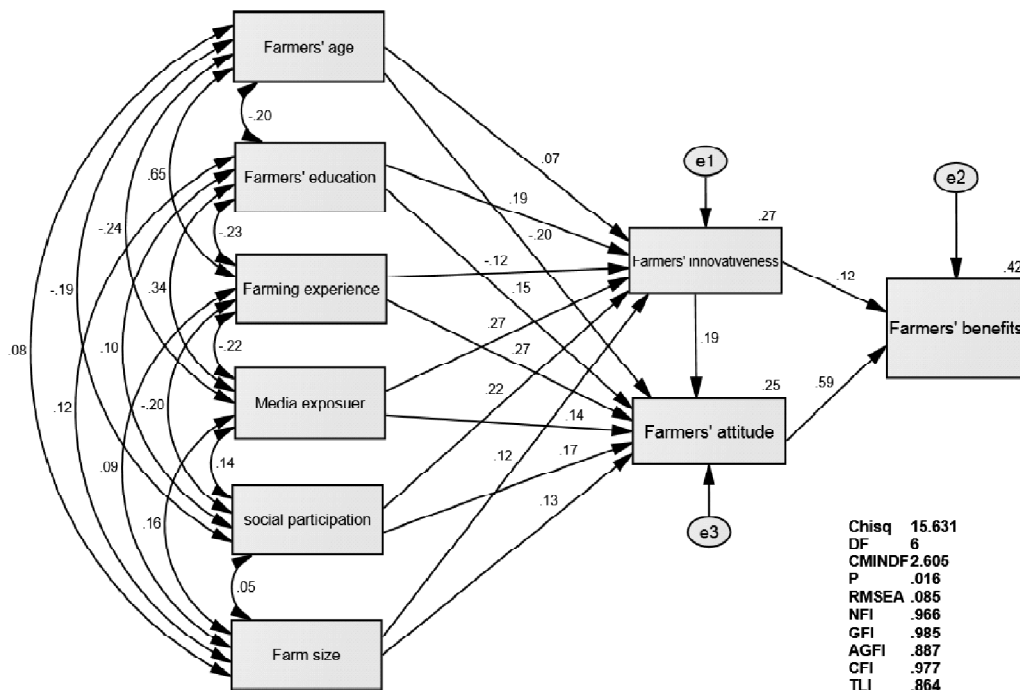 Farmers' age
-.20
.07
e1
e2
Farmers' education
.65
.19
.27
-.23
-.20
-.24
Farmers' innovativeness
.42
-.12
.12
-.19
.34
Farming experience
.15
Farmers' benefits
.08
.10
-.22
.27
.27
.19
.12
-.20
Media exposuer
.22
.14
.25
.59
Farmers' attitude
.09
.14
.12
.17
.16
social participation
.13
e3
.05
Farm size
Chisq 15.631
DF 6
CMINDF 2.605
P .016
RMSEA .085
NFI .966
GFI .985
AGFI .887
CFI .977
TLI .864